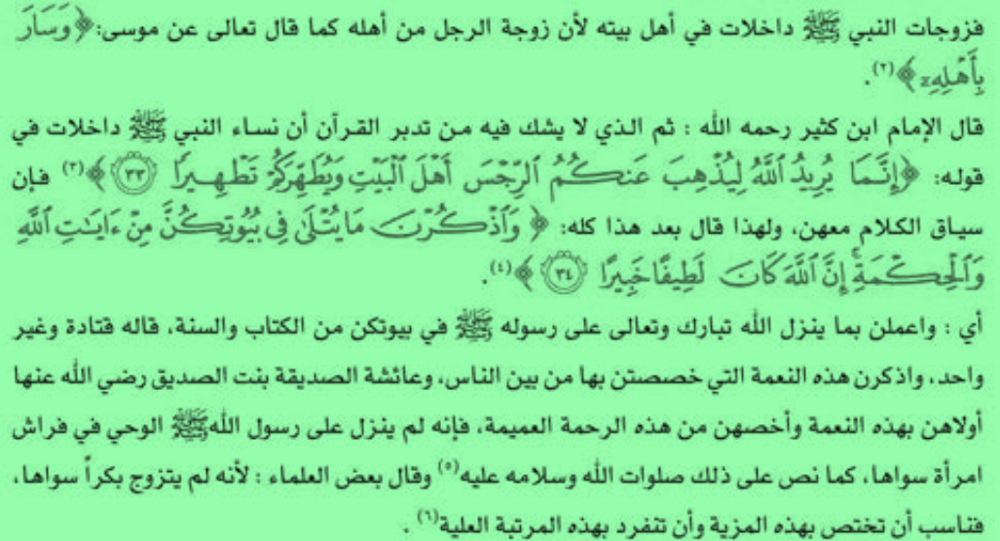 فزوجات النبي ﷺ داخلات في أهل بيته لأن زوجة الرجل من أهله كما قال تعالى عن موسى: ﴿وَسَارَ
بِأَهْلِهِۦ﴾(٢).
قال الإمام ابن كثير رحمه الله : ثم الذي لا يشك فيه من تدبر القرآن أن نساء النبي ﷺ داخلات في
قوله: ﴿إِنَّمَا يُرِيدُ ٱللَّهُ لِيُذْهِبَ عَنكُمُ ٱلرِّجْسَ أَهْلَ ٱلْبَيْتِ وَيُطَهِّرَكُمْ تَطْهِيرًا ٣٣﴾(٣) فإن
سياق الكلام معهن، ولهذا قال بعد هذا كله: ﴿وَٱذْكُرْنَ مَا يُتْلَىٰ فِى بُيُوتِكُنَّ مِنْ ءَايَٰتِ ٱللَّهِ
وَٱلْحِكْمَةِ ۚ إِنَّ ٱللَّهَ كَانَ لَطِيفًا خَبِيرًا ٣٤﴾(٤).
أي : واعملن بما ينزل الله تبارك وتعالى على رسوله ﷺ في بيوتكن من الكتاب والسنة، قاله قتادة وغير
واحد، واذكرن هذه النعمة التي خصصتن بها من بين الناس، وعائشة الصديقة بنت الصديق رضي الله عنها
أولاهن بهذه النعمة وأخصهن من هذه الرحمة العميمة، فإنه لم ينزل على رسول الله ﷺ الوحي في فراش
امرأة سواها، كما نص على ذلك صلوات الله وسلامه عليه(٥) وقال بعض العلماء : لأنه لم يتزوج بكراً سواها،
فناسب أن تختص بهذه المزية وأن تتفرد بهذه المرتبة العلية(٦) .